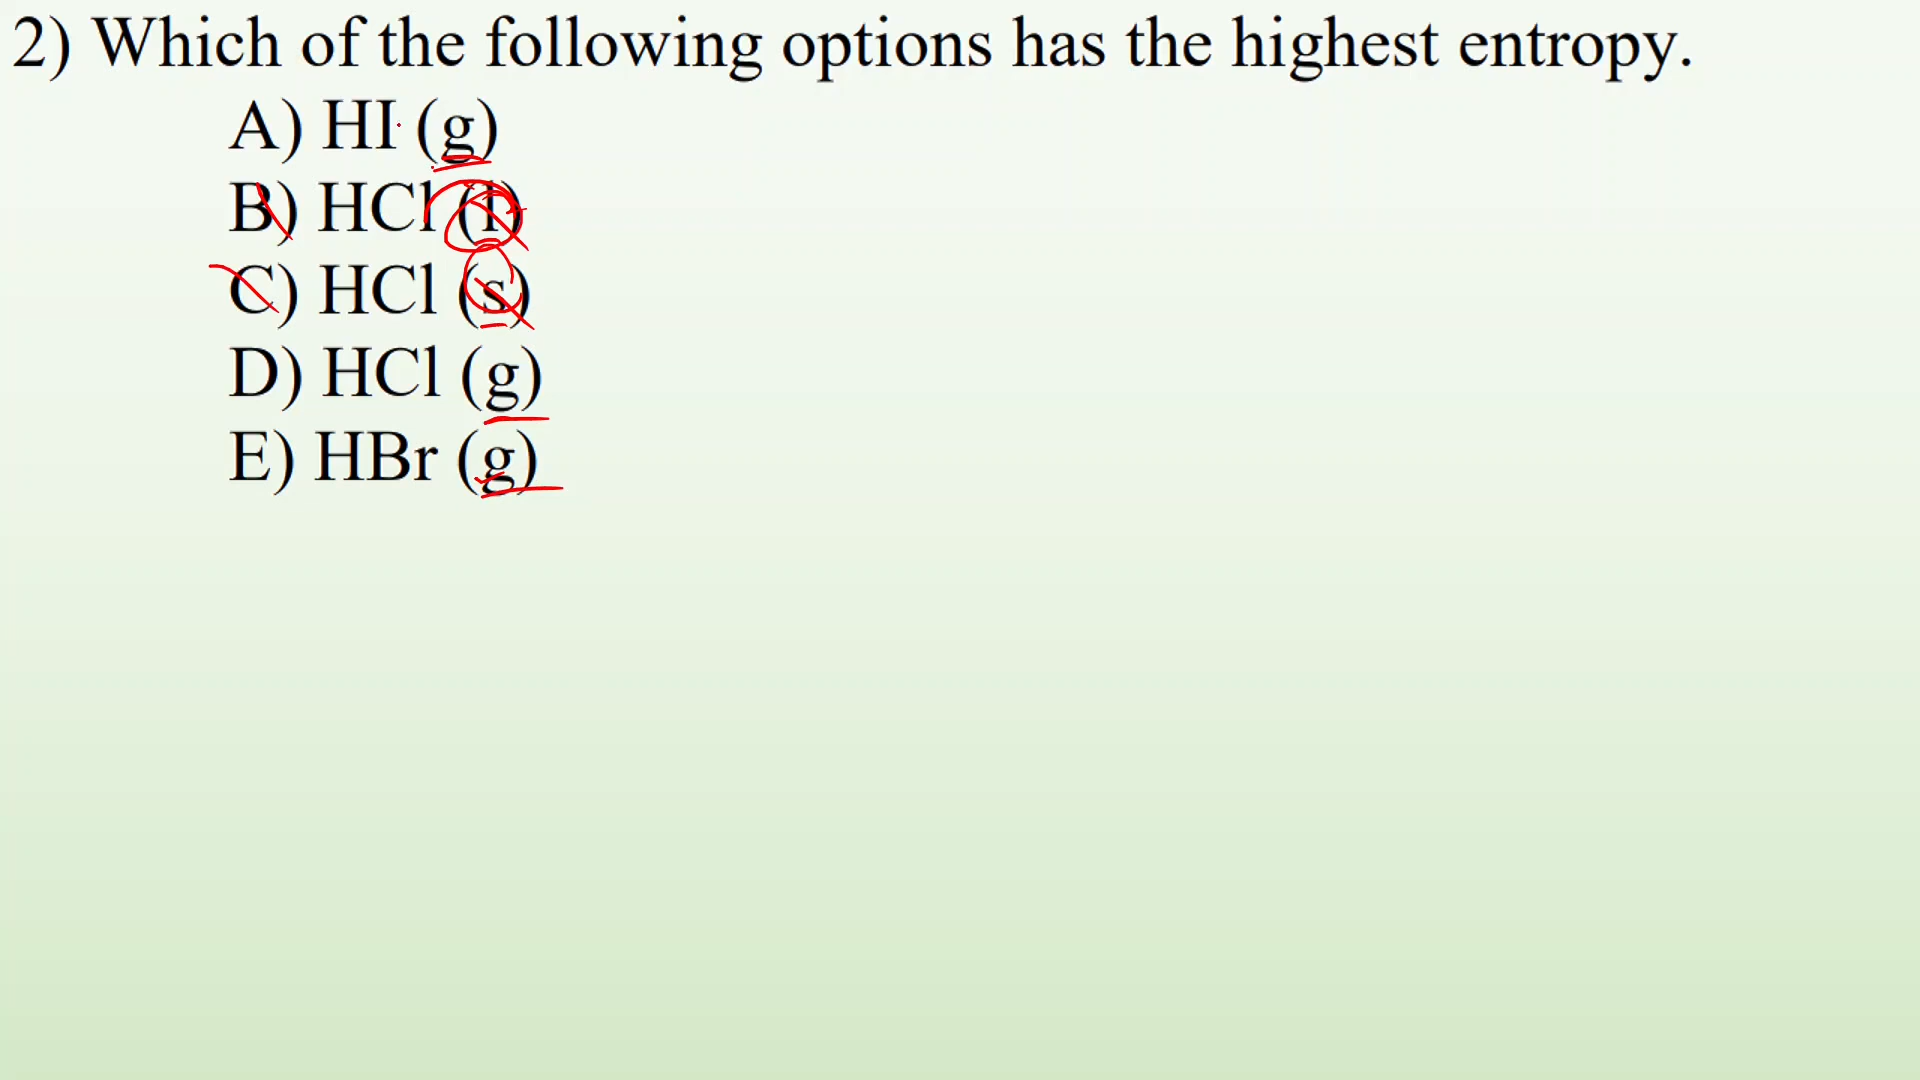 2) Which of the following options has the highest entropy.
A) HI (g)
B) HCl (l)
C) HCl (s)
D) HCl (g)
E) HBr (g)